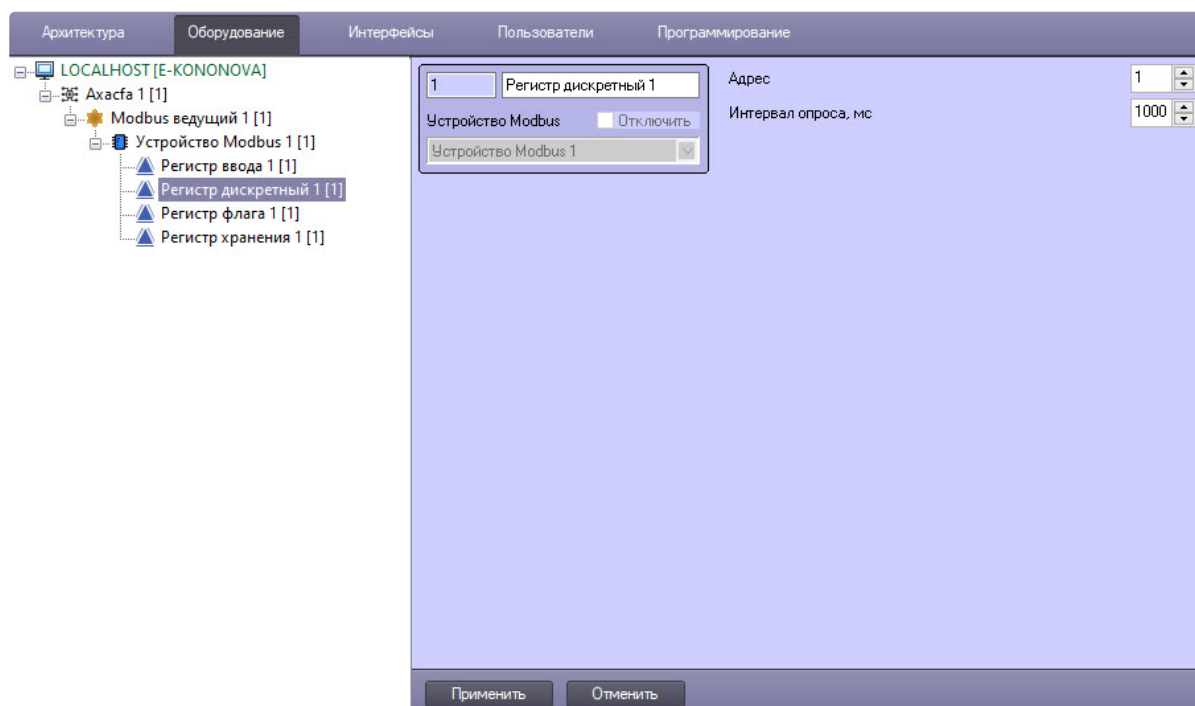 Архитектура Оборудование Интерфейсы Пользователи Программирование
LOCALHOST [E-KONONOVA]
Axacfa 1 [1]
Modbus ведущий 1 [1]
Устройство Modbus 1 [1]
Регистр ввода 1 [1]
Регистр дискретный 1 [1]
Регистр флага 1 [1]
Регистр хранения 1 [1]
1 Регистр дискретный 1
Устройство Modbus Отключить
Устройство Modbus 1
Адрес 1
Интервал опроса, мс 1000
Применить Отменить